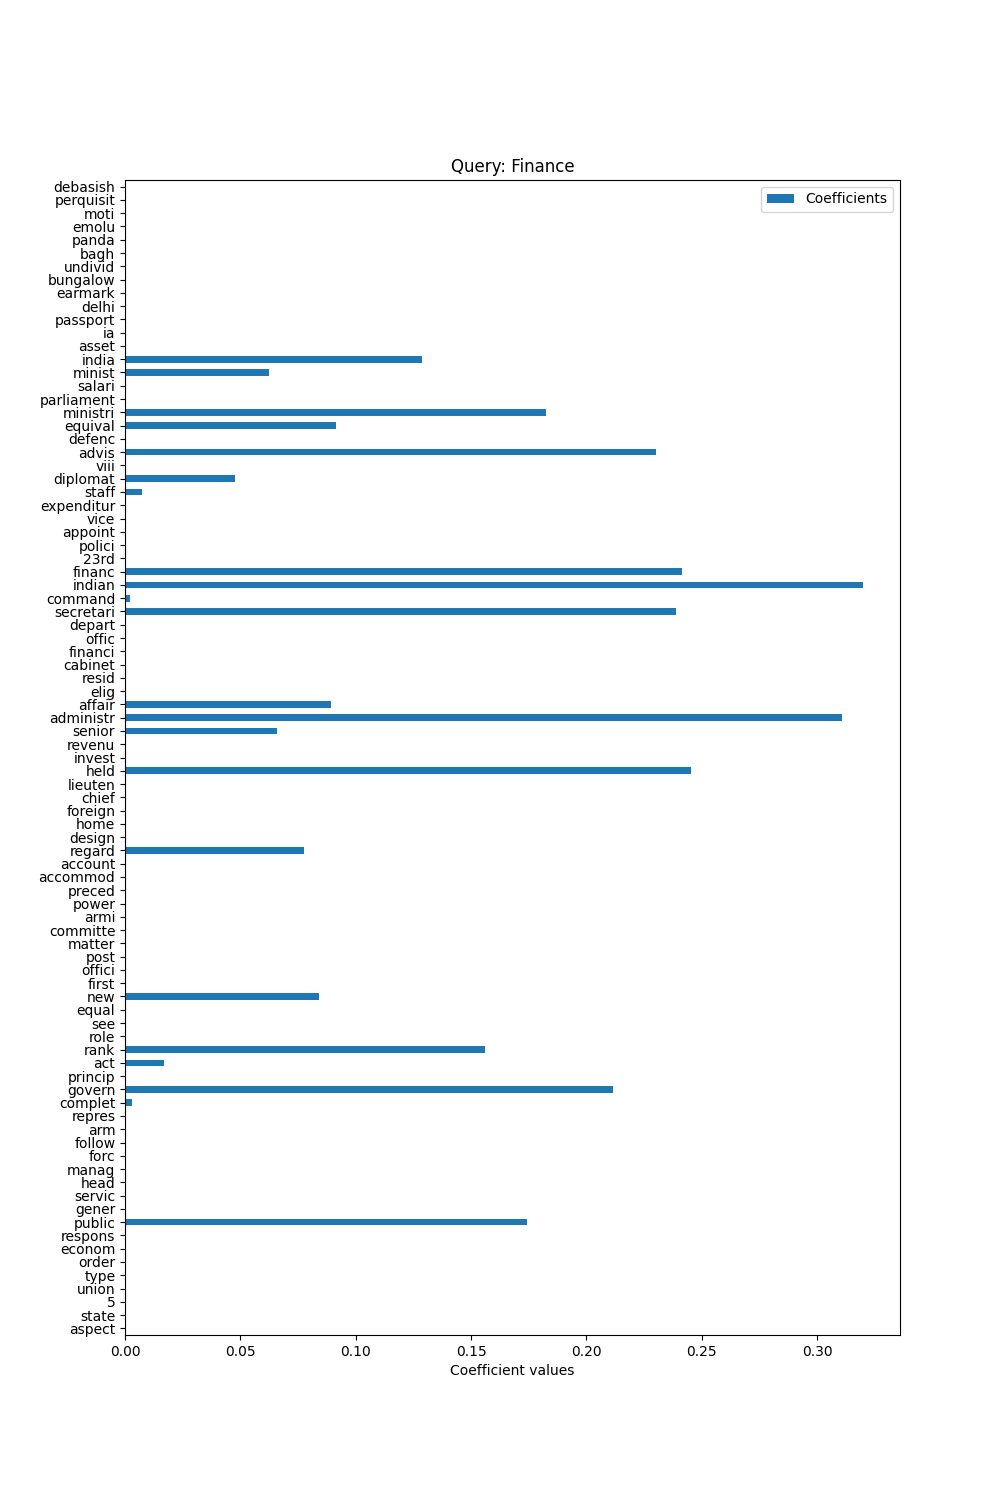 Query: Finance
Coefficients
debasish
perquisit
moti
emolu
panda
bagh
undivid
bungalow
earmark
delhi
passport
ia
asset
india
minist
salari
parliament
ministri
equival
defenc
advis
viii
diplomat
staff
expenditur
vice
appoint
polici
23rd
financ
indian
command
secretari
depart
offic
financi
cabinet
resid
elig
affair
administr
senior
revenu
invest
held
lieuten
chief
foreign
home
design
regard
account
accommod
preced
power
armi
committe
matter
post
offici
first
new
equal
see
role
rank
act
princip
govern
complet
repres
arm
follow
forc
manag
head
servic
gener
public
respons
econom
order
type
union
5
state
aspect
0.00 0.05 0.10 0.15 0.20 0.25 0.30
Coefficient values